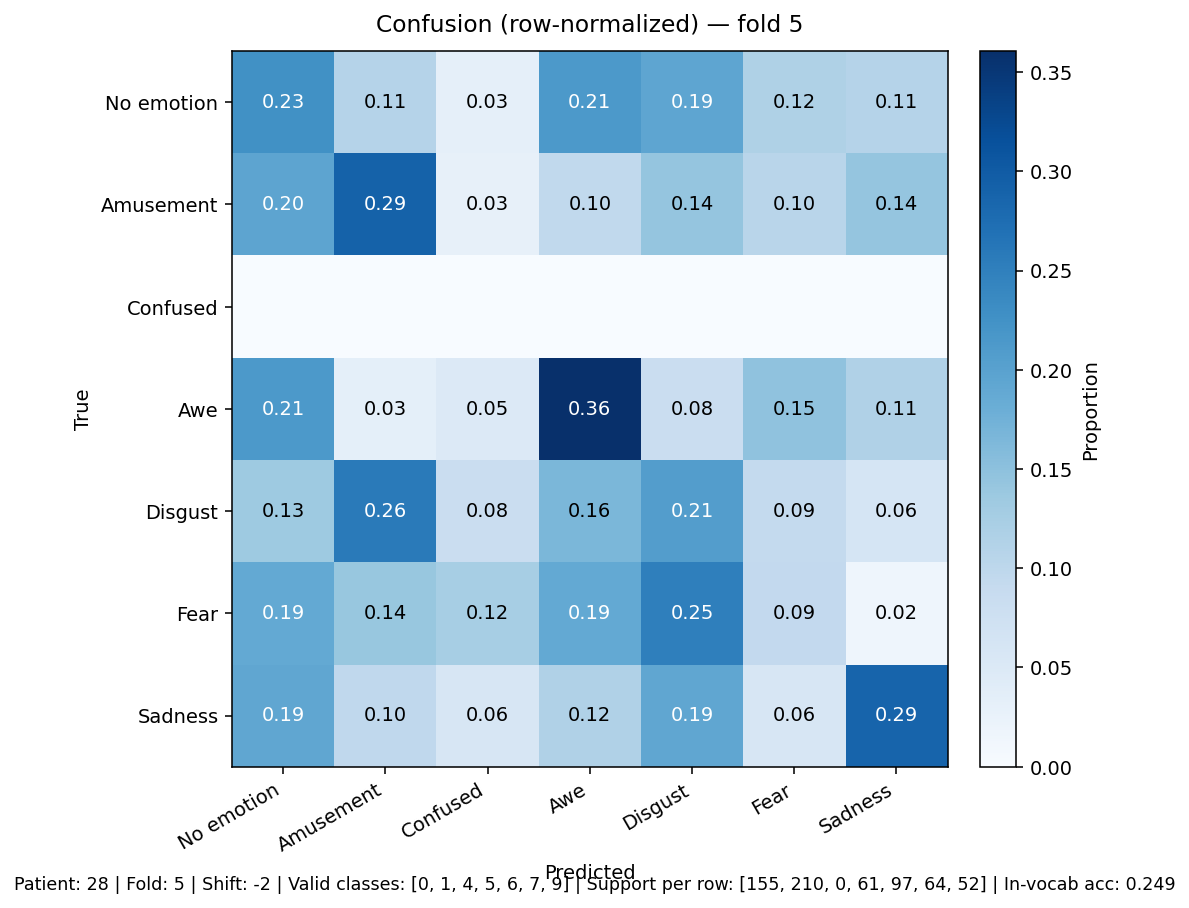 Confusion (row-normalized) — fold 5
No emotion 0.23 0.11 0.03 0.21 0.19 0.12 0.11
Amusement 0.20 0.29 0.03 0.10 0.14 0.10 0.14
Confused
Awe 0.21 0.03 0.05 0.36 0.08 0.15 0.11
Disgust 0.13 0.26 0.08 0.16 0.21 0.09 0.06
Fear 0.19 0.14 0.12 0.19 0.25 0.09 0.02
Sadness 0.19 0.10 0.06 0.12 0.19 0.06 0.29
True
No emotion Amusement Confused Awe Disgust Fear Sadness
Predicted
0.35
0.30
0.25
0.20
0.15
0.10
0.05
0.00
Proportion
Patient: 28 | Fold: 5 | Shift: -2 | Valid classes: [0, 1, 4, 5, 6, 7, 9] | Support per row: [155, 210, 0, 61, 97, 64, 52] | In-vocab acc: 0.249